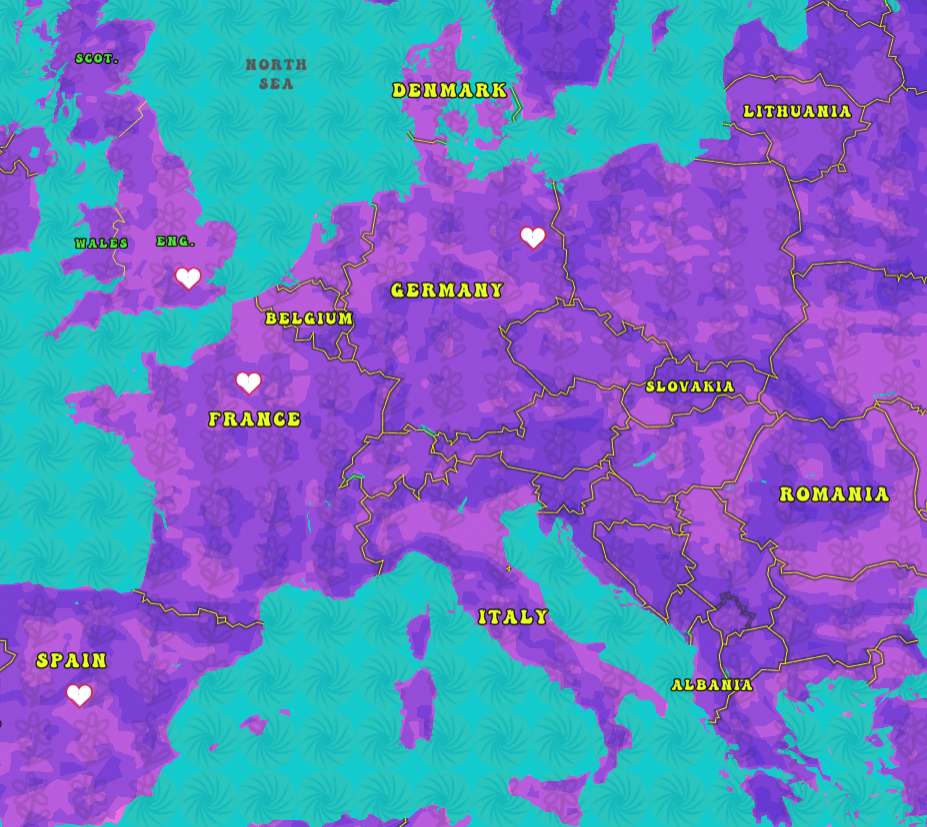 SCOT.
NORTH
SEA
DENMARK
LITHUANIA
WALES
ENG.
GERMANY
BELGIUM
SLOVAKIA
FRANCE
ROMANIA
ITALY
SPAIN
ALBANIA